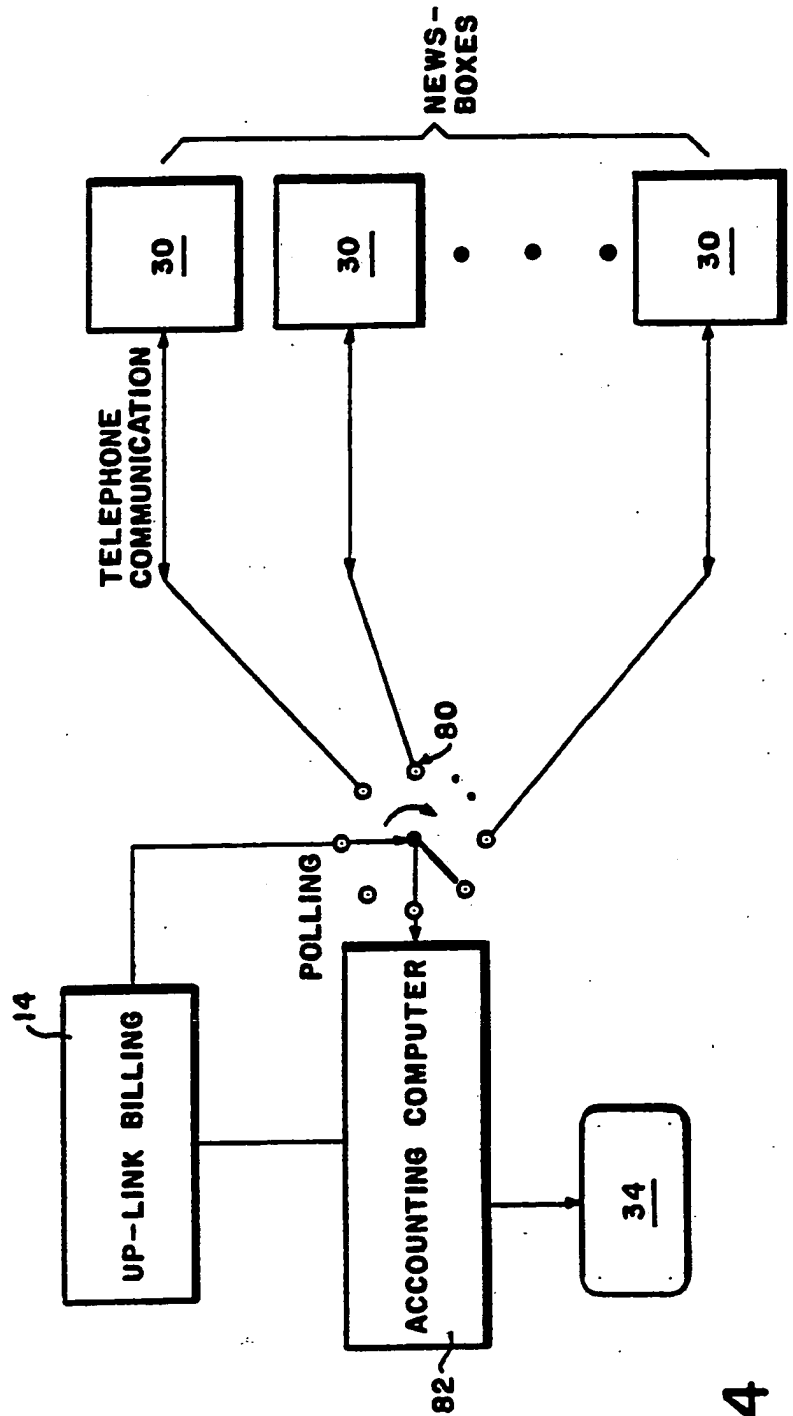 14
UP-LINK BILLING
POLLING
ACCOUNTING COMPUTER
82
34
80
TELEPHONE
COMMUNICATION
30
30
30
NEWS-
BOXES
4